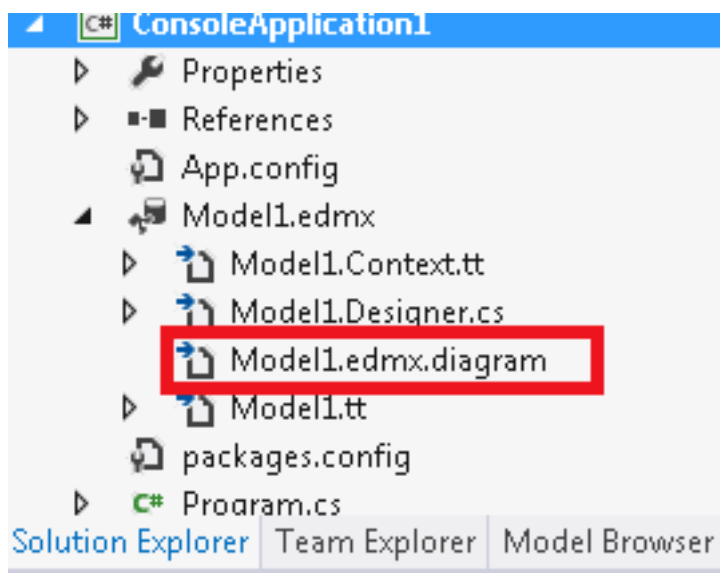 C# ConsoleApplication1
Properties
References
App.config
Model1.edmx
Model1.Context.tt
Model1.Designer.cs
Model1.edmx.diagram
Model1.tt
packages.config
C# Program.cs
Solution Explorer Team Explorer Model Browser